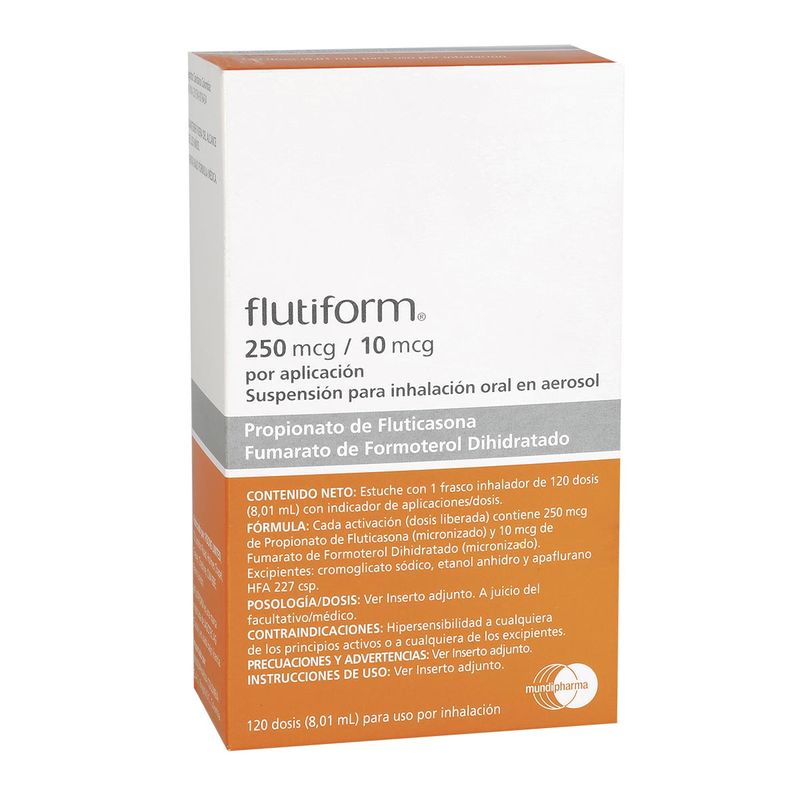 flutiform®
250 mcg / 10 mcg
por aplicación
Suspensión para inhalación oral en aerosol
Propionato de Fluticasona
Fumarato de Formoterol Dihidratado
CONTENIDO NETO: Estuche con 1 frasco inhalador de 120 dosis
(8,01 mL) con indicador de aplicaciones/dosis.
FÓRMULA: Cada activación (dosis liberada) contiene 250 mcg
de Propionato de Fluticasona (micronizado) y 10 mcg de
Fumarato de Formoterol Dihidratado (micronizado).
Excipientes: cromoglicato sódico, etanol anhidro y apaflurano
HFA 227 csp.
POSOLOGÍA/DOSIS: Ver Inserto adjunto. A juicio del
facultativo/médico.
CONTRAINDICACIONES: Hipersensibilidad a cualquiera
de los principios activos o a cualquiera de los excipientes.
PRECUACIONES Y ADVERTENCIAS: Ver Inserto adjunto.
INSTRUCCIONES DE USO: Ver Inserto adjunto.
mundipharma
120 dosis (8,01 mL) para uso por inhalación